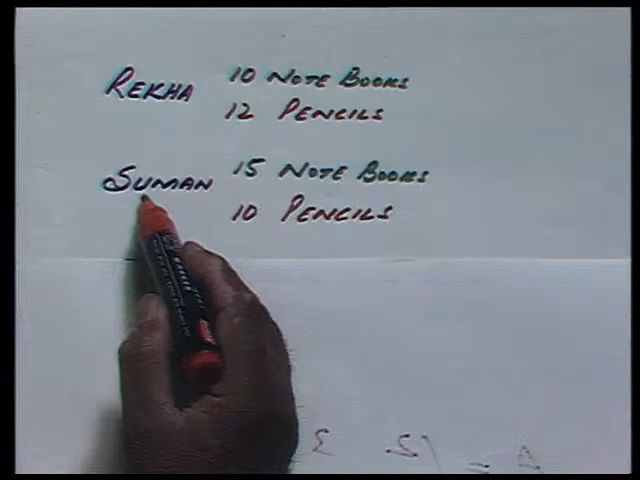 REKHA 10 NOTE BOOKS
12 PENCILS
SUMAN 15 NOTE BOOKS
10 PENCILS